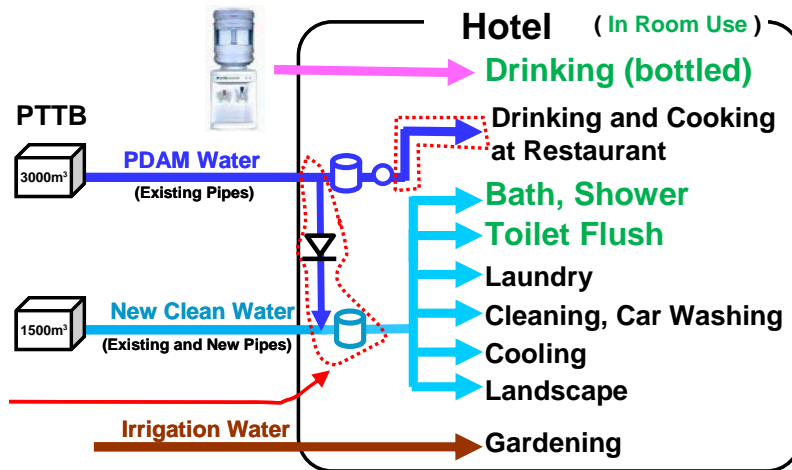 Hotel ( In Room Use )
Drinking (bottled)
PTTB
Drinking and Cooking
at Restaurant
PDAM Water
3000m³
(Existing Pipes)
Bath, Shower
Toilet Flush
Laundry
New Clean Water
Cleaning, Car Washing
1500m³
(Existing and New Pipes)
Cooling
Landscape
Irrigation Water
Gardening